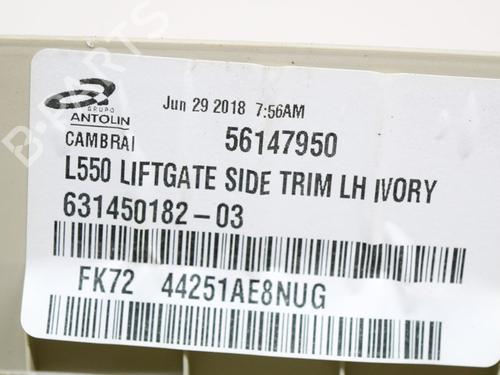 GRUPO
ANTOLIN
Jun 29 2018 7:56AM
CAMBRAI
56147950
L550 LIFTGATE SIDE TRIM LH IVORY
631450182-03
FK72 44251AE8NUG
B-PARTS